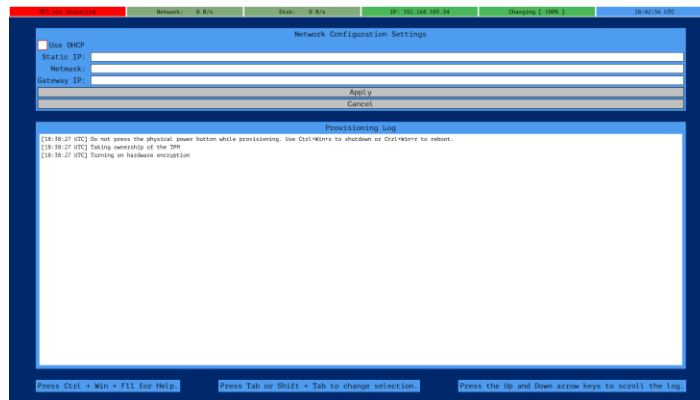 not installed
Network: 0 B/s
Disk: 0 B/s
IP: 192.168.105.54
Charging [ 100% ]
18:42:56 UTC
Network Configuration Settings
Use DHCP
Static IP:
Netmask:
Gateway IP:
Apply
Cancel
Provisioning Log
[18:38:27 UTC] Do not press the physical power button while provisioning. Use Ctrl+Win+s to shutdown or Ctrl+Win+r to reboot.
[18:38:27 UTC] Taking ownership of the TPM
[18:38:27 UTC] Turning on hardware encryption
Press Ctrl + Win + F11 for Help.
Press Tab or Shift + Tab to change selection.
Press the Up and Down arrow keys to scroll the log.